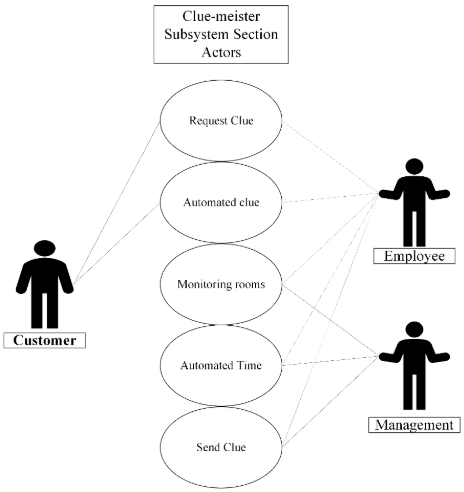 Clue-meister
Subsystem Section
Actors
Request Clue
Automated clue
Employee
Monitoring rooms
Customer
Automated Time
Management
Send Clue